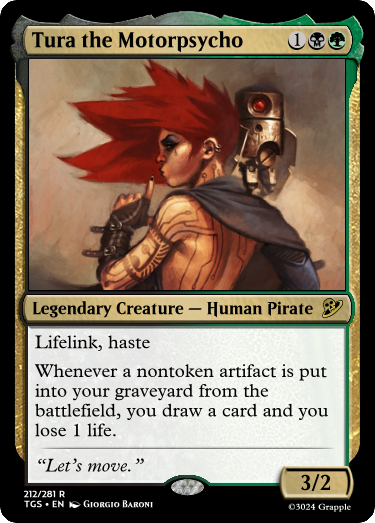 Tura the Motorpsycho 1
Legendary Creature — Human Pirate
Lifelink, haste
Whenever a nontoken artifact is put
into your graveyard from the
battlefield, you draw a card and you
lose 1 life.
“Let’s move.”
3/2
212/281 R
TGS • EN Giorgio Baroni
©3024 Grapple